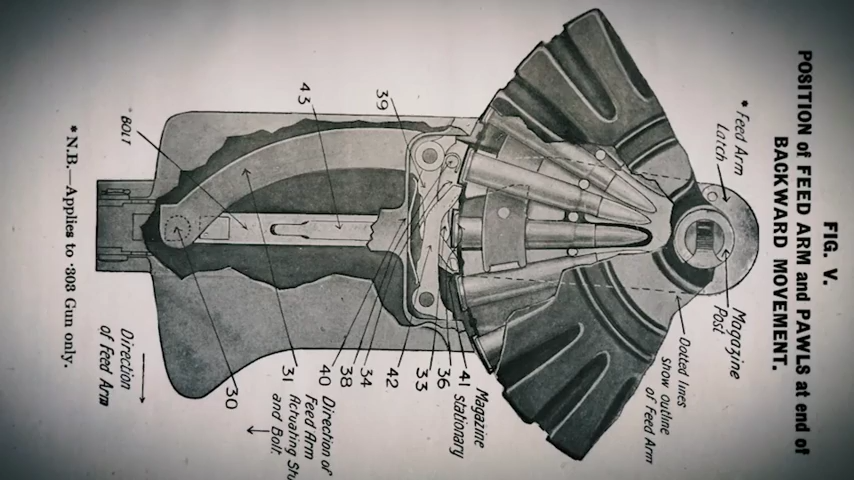 FIG. V.
POSITION of FEED ARM and PAWLS at end of
BACKWARD MOVEMENT.
* Feed Arm
Latch
Magazine
Post
Dotted lines
show outline
of Feed Arm
Magazine
Stationary
39
43
BOLT
41
36
33
42
34
38
40
Direction of
Feed Arm
Actuating
and Bolt.
31
30
Direction
of Feed Arm
* N.B.—Applies to ·303 Gun only.